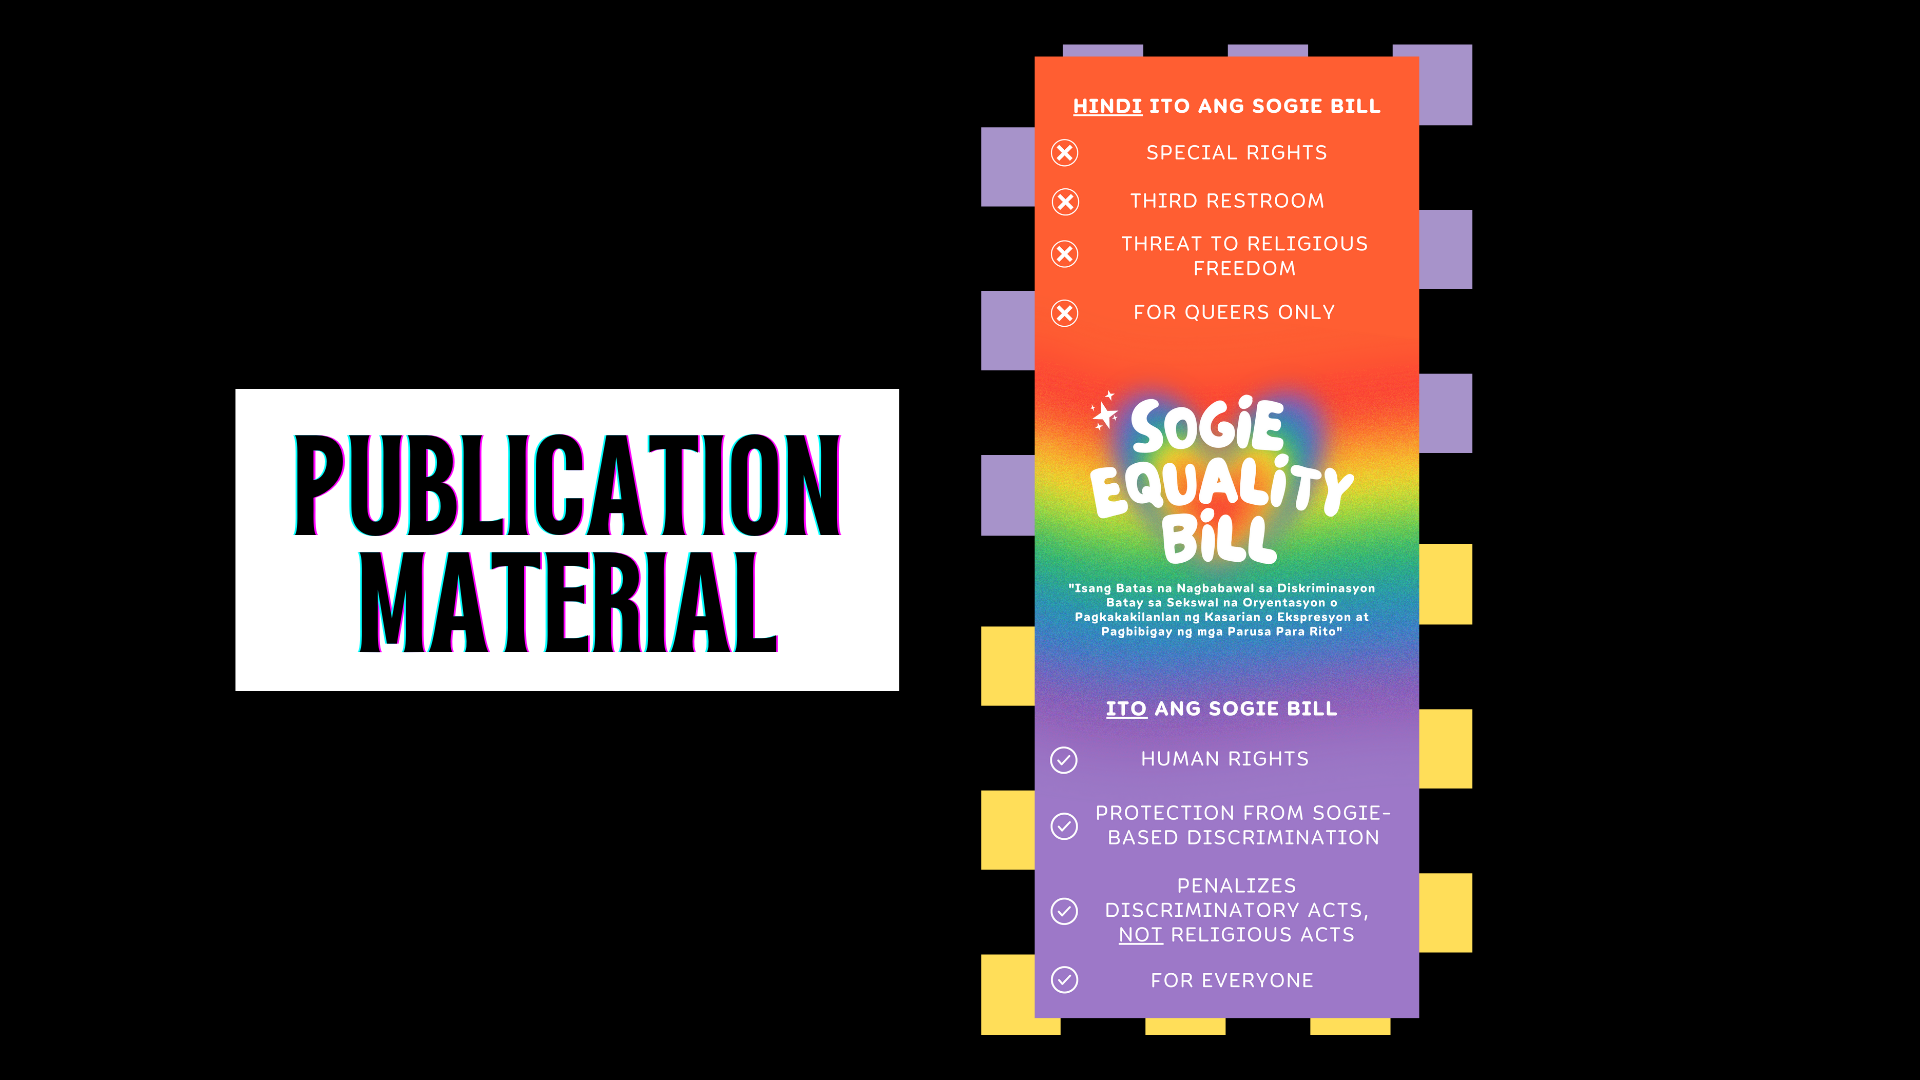 PUBLICATION
MATERIAL
HINDI ITO ANG SOGIE BILL
SPECIAL RIGHTS
THIRD RESTROOM
THREAT TO RELIGIOUS
FREEDOM
FOR QUEERS ONLY
SOGiE
EQUALiTY
BiLL
"Isang Batas na Nagbabawal sa Diskriminasyon
Batay sa Sekswal na Oryentasyon o
Pagkakakilanlan ng Kasarian o Ekspresyon at
Pagbibigay ng mga Parusa Para Rito"
ITO ANG SOGIE BILL
HUMAN RIGHTS
PROTECTION FROM SOGIE-
BASED DISCRIMINATION
PENALIZES
DISCRIMINATORY ACTS,
NOT RELIGIOUS ACTS
FOR EVERYONE